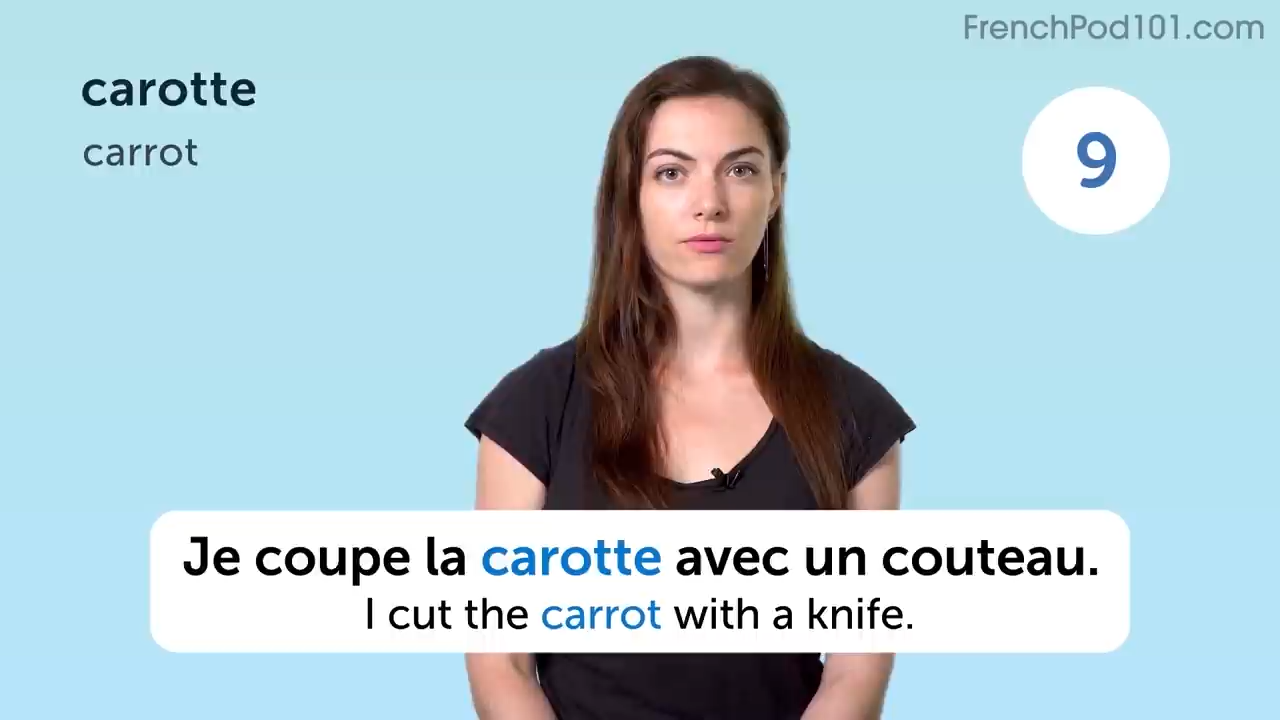 FrenchPod101.com
carotte
carrot
9
Je coupe la carotte avec un couteau.
I cut the carrot with a knife.